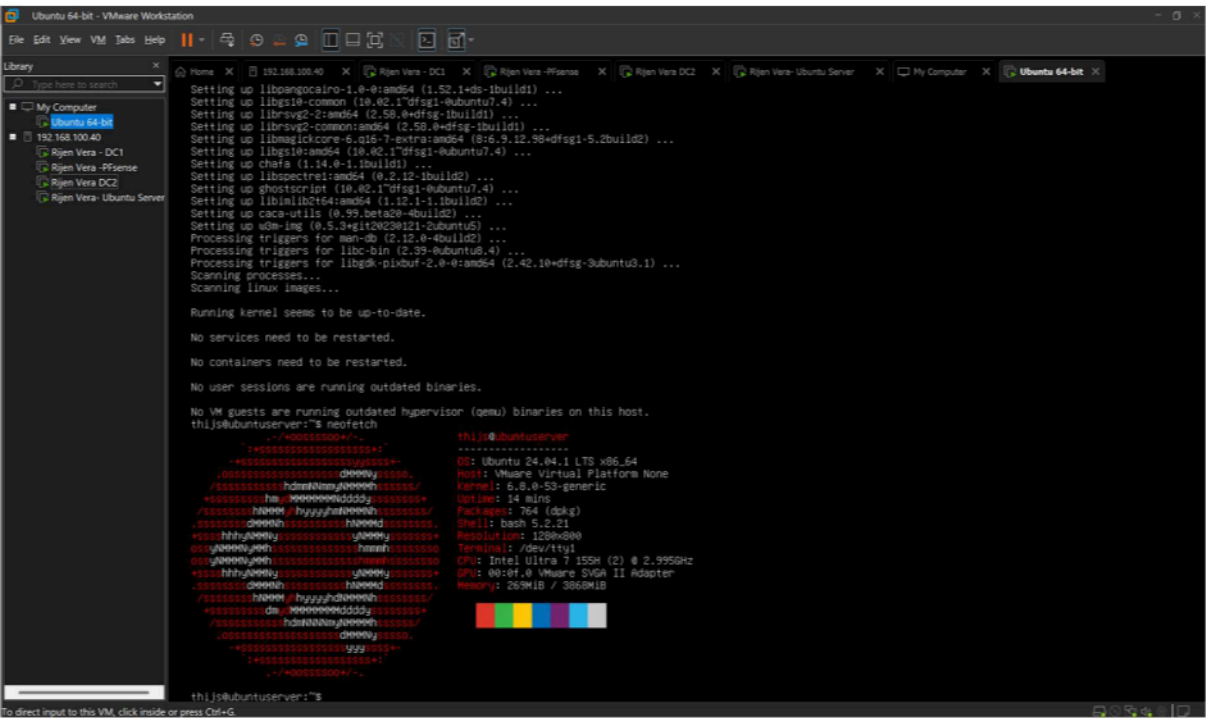 Ubuntu 64-bit - VMware Workstation
File Edit View VM Tabs Help
Library
Type here to search
My Computer
Ubuntu 64-bit
192.168.100.40
Rijen Vera - DC1
Rijen Vera -PFsense
Rijen Vera DC2
Rijen Vera- Ubuntu Server
Home 192.168.100.40 Rijen Vera - DC1 Rijen Vera -PFsense Rijen Vera DC2 Rijen Vera- Ubuntu Server My Computer Ubuntu 64-bit
Setting up libpangocairo-1.0-0:amd64 (1.52.1+ds-1build1) ...
Setting up libgs10-common (10.02.1~dfsg1-0ubuntu7.4) ...
Setting up librsvg2-2:amd64 (2.58.0+dfsg-1build1) ...
Setting up librsvg2-common:amd64 (2.58.0+dfsg-1build1) ...
Setting up libmagickcore-6.q16-7-extra:amd64 (8:6.9.12.98+dfsg1-5.2build2) ...
Setting up libgs10:amd64 (10.02.1~dfsg1-0ubuntu7.4) ...
Setting up chafa (1.14.0-1.1build1) ...
Setting up libspectre1:amd64 (0.2.12-1build2) ...
Setting up ghostscript (10.02.1~dfsg1-0ubuntu7.4) ...
Setting up libimlib2t64:amd64 (1.12.1-1.1build2) ...
Setting up caca-utils (0.99.beta20-4build2) ...
Setting up w3m-img (0.5.3+git20230121-2ubuntu5) ...
Processing triggers for man-db (2.12.0-4build2) ...
Processing triggers for libc-bin (2.39-0ubuntu8.4) ...
Processing triggers for libgdk-pixbuf-2.0-0:amd64 (2.42.10+dfsg-3ubuntu3.1) ...
Scanning processes...
Scanning linux images...
Running kernel seems to be up-to-date.
No services need to be restarted.
No containers need to be restarted.
No user sessions are running outdated binaries.
No VM guests are running outdated hypervisor (qemu) binaries on this host.
thijs@ubuntuserver:~$ neofetch
thijs@ubuntuserver
-----------------
OS: Ubuntu 24.04.1 LTS x86_64
Host: VMware Virtual Platform None
Kernel: 6.8.0-53-generic
Uptime: 14 mins
Packages: 764 (dpkg)
Shell: bash 5.2.21
Resolution: 1280x800
Terminal: /dev/tty1
CPU: Intel Ultra 7 155H (2) @ 2.995GHz
GPU: 00:0f.0 VMware SVGA II Adapter
Memory: 269MiB / 3868MiB
thijs@ubuntuserver:~$
To direct input to this VM, click inside or press Ctrl+G.